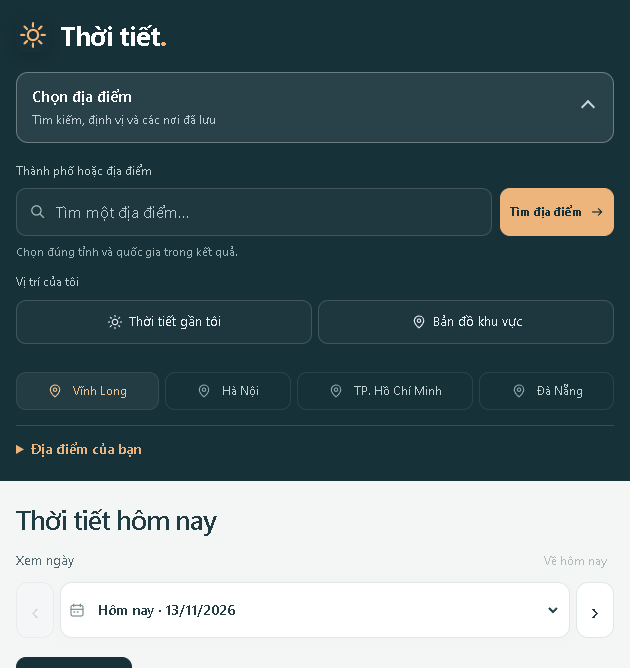 Thời tiết.
Chọn địa điểm
Tìm kiếm, định vị và các nơi đã lưu
Thành phố hoặc địa điểm
Tìm một địa điểm...
Tìm địa điểm →
Chọn đúng tỉnh và quốc gia trong kết quả.
Vị trí của tôi
Thời tiết gần tôi
Bản đồ khu vực
Vĩnh Long
Hà Nội
TP. Hồ Chí Minh
Đà Nẵng
Địa điểm của bạn
Thời tiết hôm nay
Xem ngày
Về hôm nay
Hôm nay · 13/11/2026